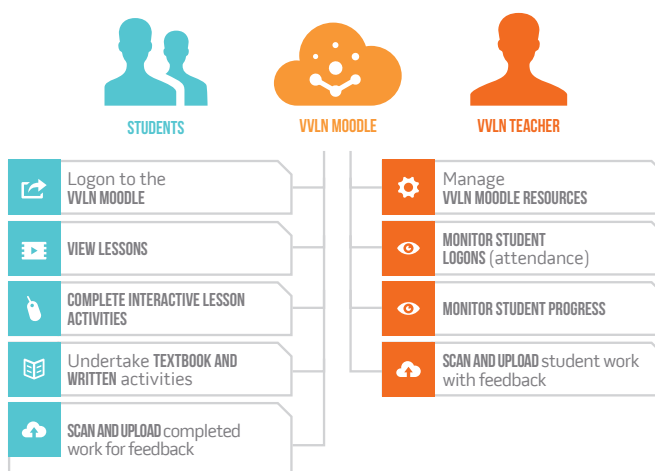 STUDENTS
VVLN MOODLE
VVLN TEACHER
Logon to the
VVLN MOODLE
VIEW LESSONS
COMPLETE INTERACTIVE LESSON
ACTIVITIES
Undertake TEXTBOOK AND
WRITTEN activities
SCAN AND UPLOAD completed
work for feedback
Manage
VVLN MOODLE RESOURCES
MONITOR STUDENT
LOGONS (attendance)
MONITOR STUDENT PROGRESS
SCAN AND UPLOAD student work
with feedback